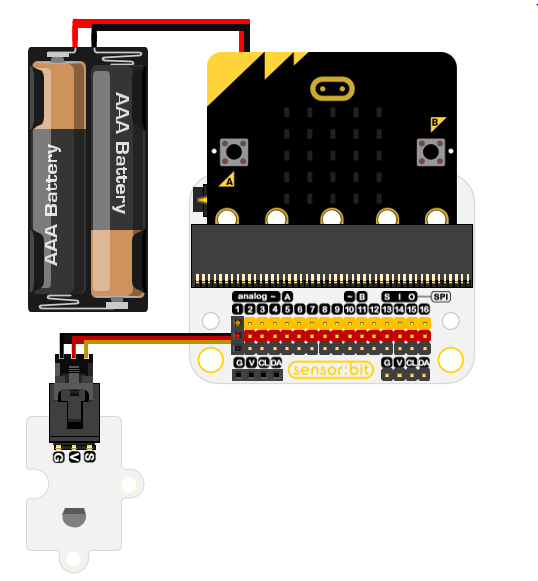 AAA Battery
AAA Battery
B
A
analog ~ A ~ B S I O SPI
1 2 3 4 5 6 7 8 9 10 11 12 13 14 15 16
G V CL DA sensor:bit G V CL DA
G V S